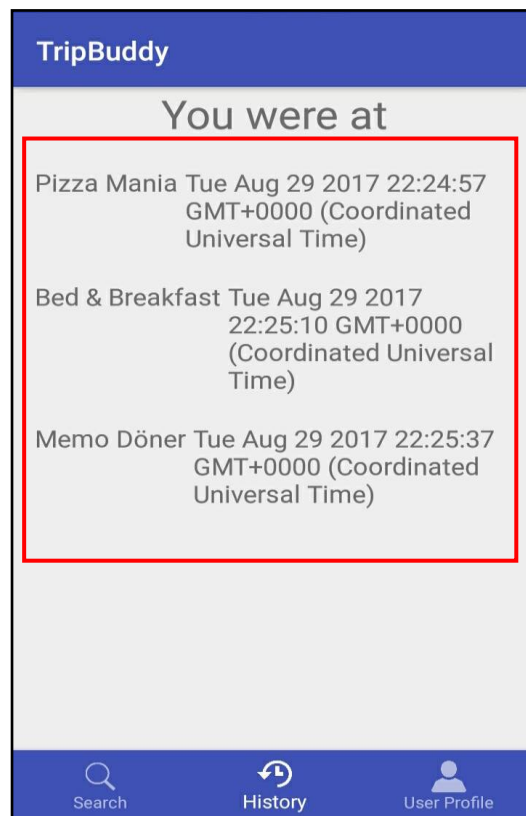 TripBuddy
You were at
Pizza Mania Tue Aug 29 2017 22:24:57
GMT+0000 (Coordinated
Universal Time)
Bed & Breakfast Tue Aug 29 2017
22:25:10 GMT+0000
(Coordinated Universal
Time)
Memo Döner Tue Aug 29 2017 22:25:37
GMT+0000 (Coordinated
Universal Time)
Search History User Profile